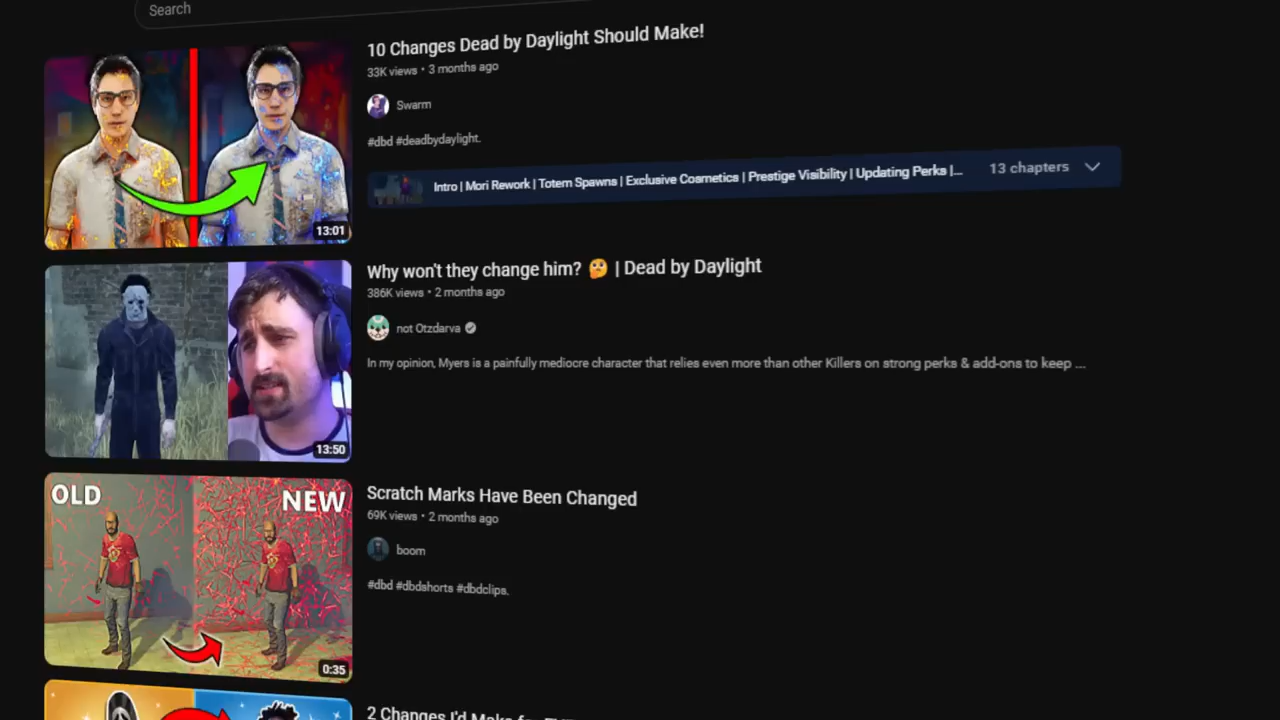 Search
10 Changes Dead by Daylight Should Make!
33K views • 3 months ago
Swarm
#dbd #deadbydaylight.
Intro | Mori Rework | Totem Spawns | Exclusive Cosmetics | Prestige Visibility | Updating Perks |...
13 chapters
13:01
Why won't they change him? 🤔 | Dead by Daylight
386K views • 2 months ago
not Otzdarva
In my opinion, Myers is a painfully mediocre character that relies even more than other Killers on strong perks & add-ons to keep ...
13:50
OLD
NEW
Scratch Marks Have Been Changed
69K views • 2 months ago
boom
#dbd #dbdshorts #dbdclips.
0:35
2 Changes I'd Make